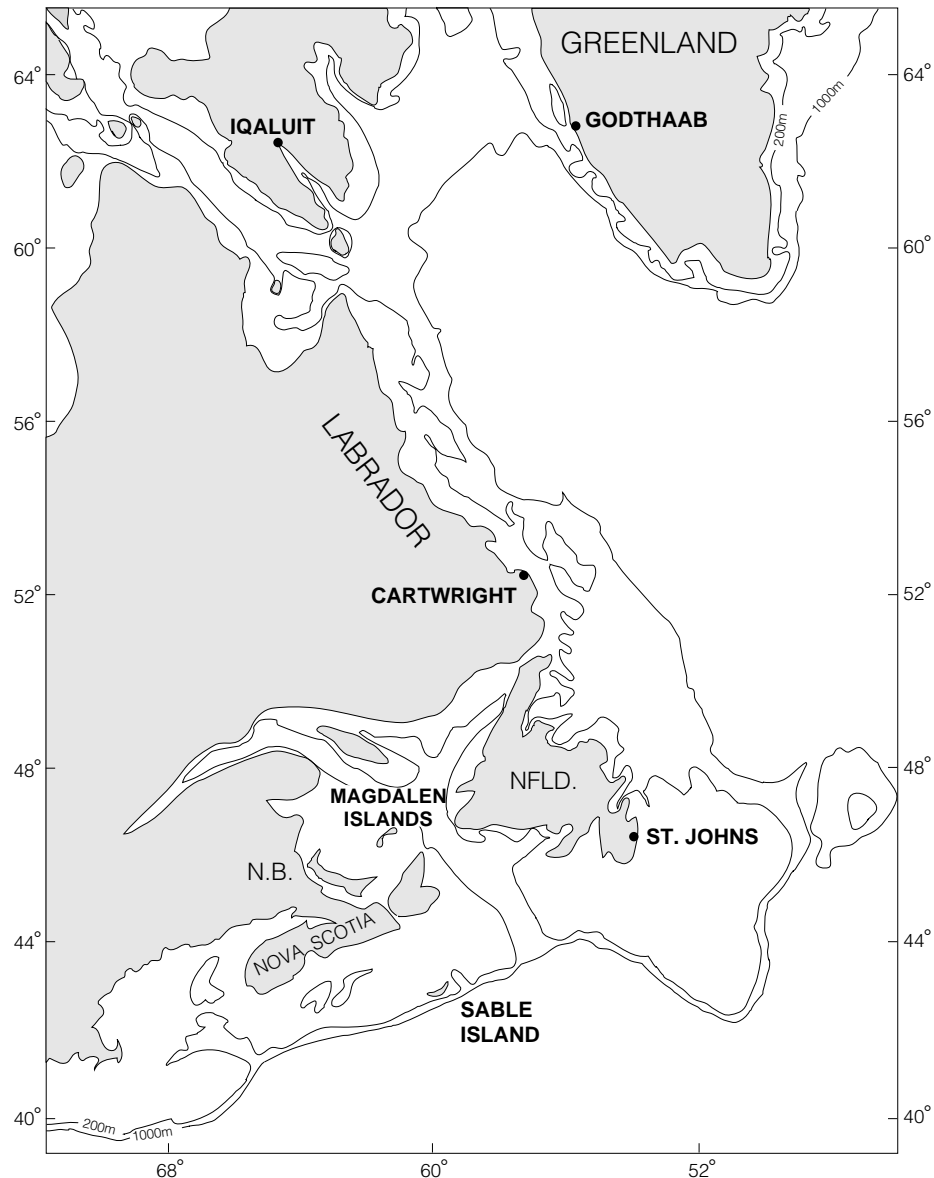 GREENLAND
64°
64°
1000m
200m
IQALUIT
GODTHAAB
60°
60°
56°
56°
LABRADOR
52°
52°
CARTWRIGHT
48°
48°
NFLD.
MAGDALEN
ISLANDS
ST. JOHNS
N.B.
NOVA SCOTIA
44°
44°
SABLE
ISLAND
40°
40°
200m
1000m
68°
60°
52°